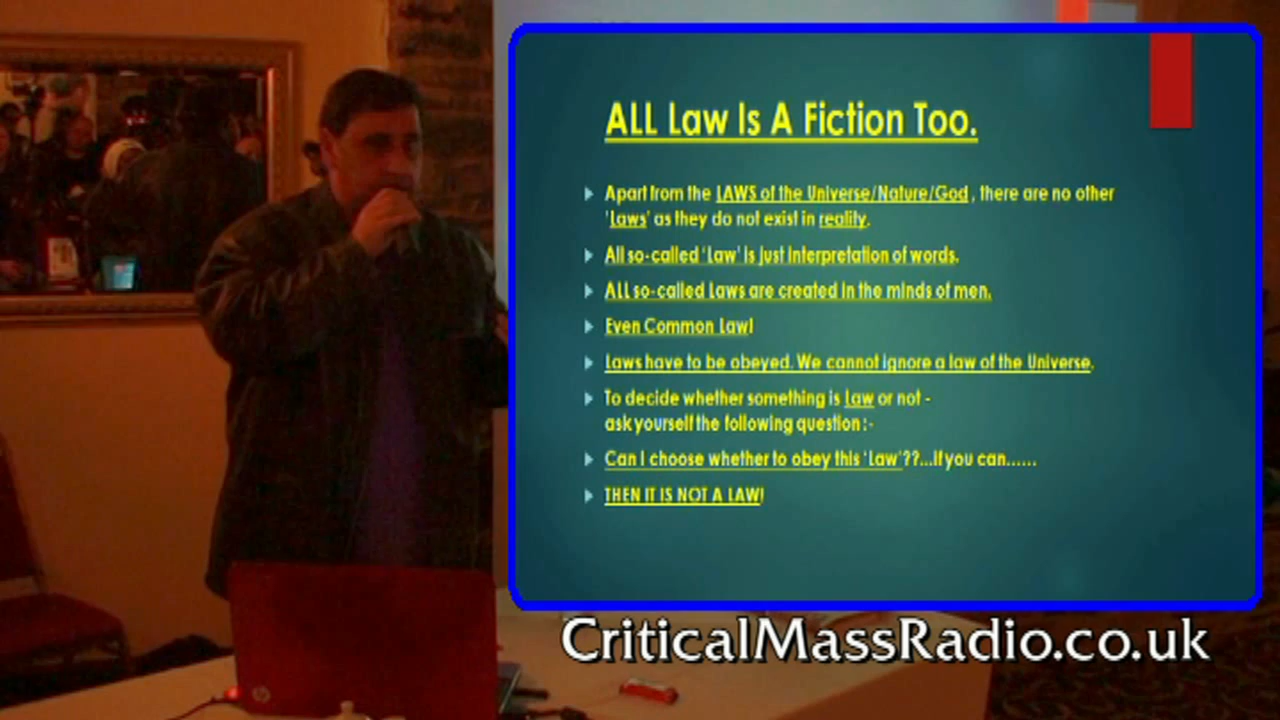 ALL Law Is A Fiction Too.
Apart from the LAWS of the Universe/Nature/God , there are no other
'Laws' as they do not exist in reality.
All so-called 'Law' is just interpretation of words.
ALL so-called Laws are created in the minds of men.
Even Common Law!
Laws have to be obeyed. We cannot ignore a law of the Universe.
To decide whether something is Law or not -
ask yourself the following question :-
Can I choose whether to obey this 'Law'??...If you can......
THEN IT IS NOT A LAW!
CriticalMassRadio.co.uk
hp